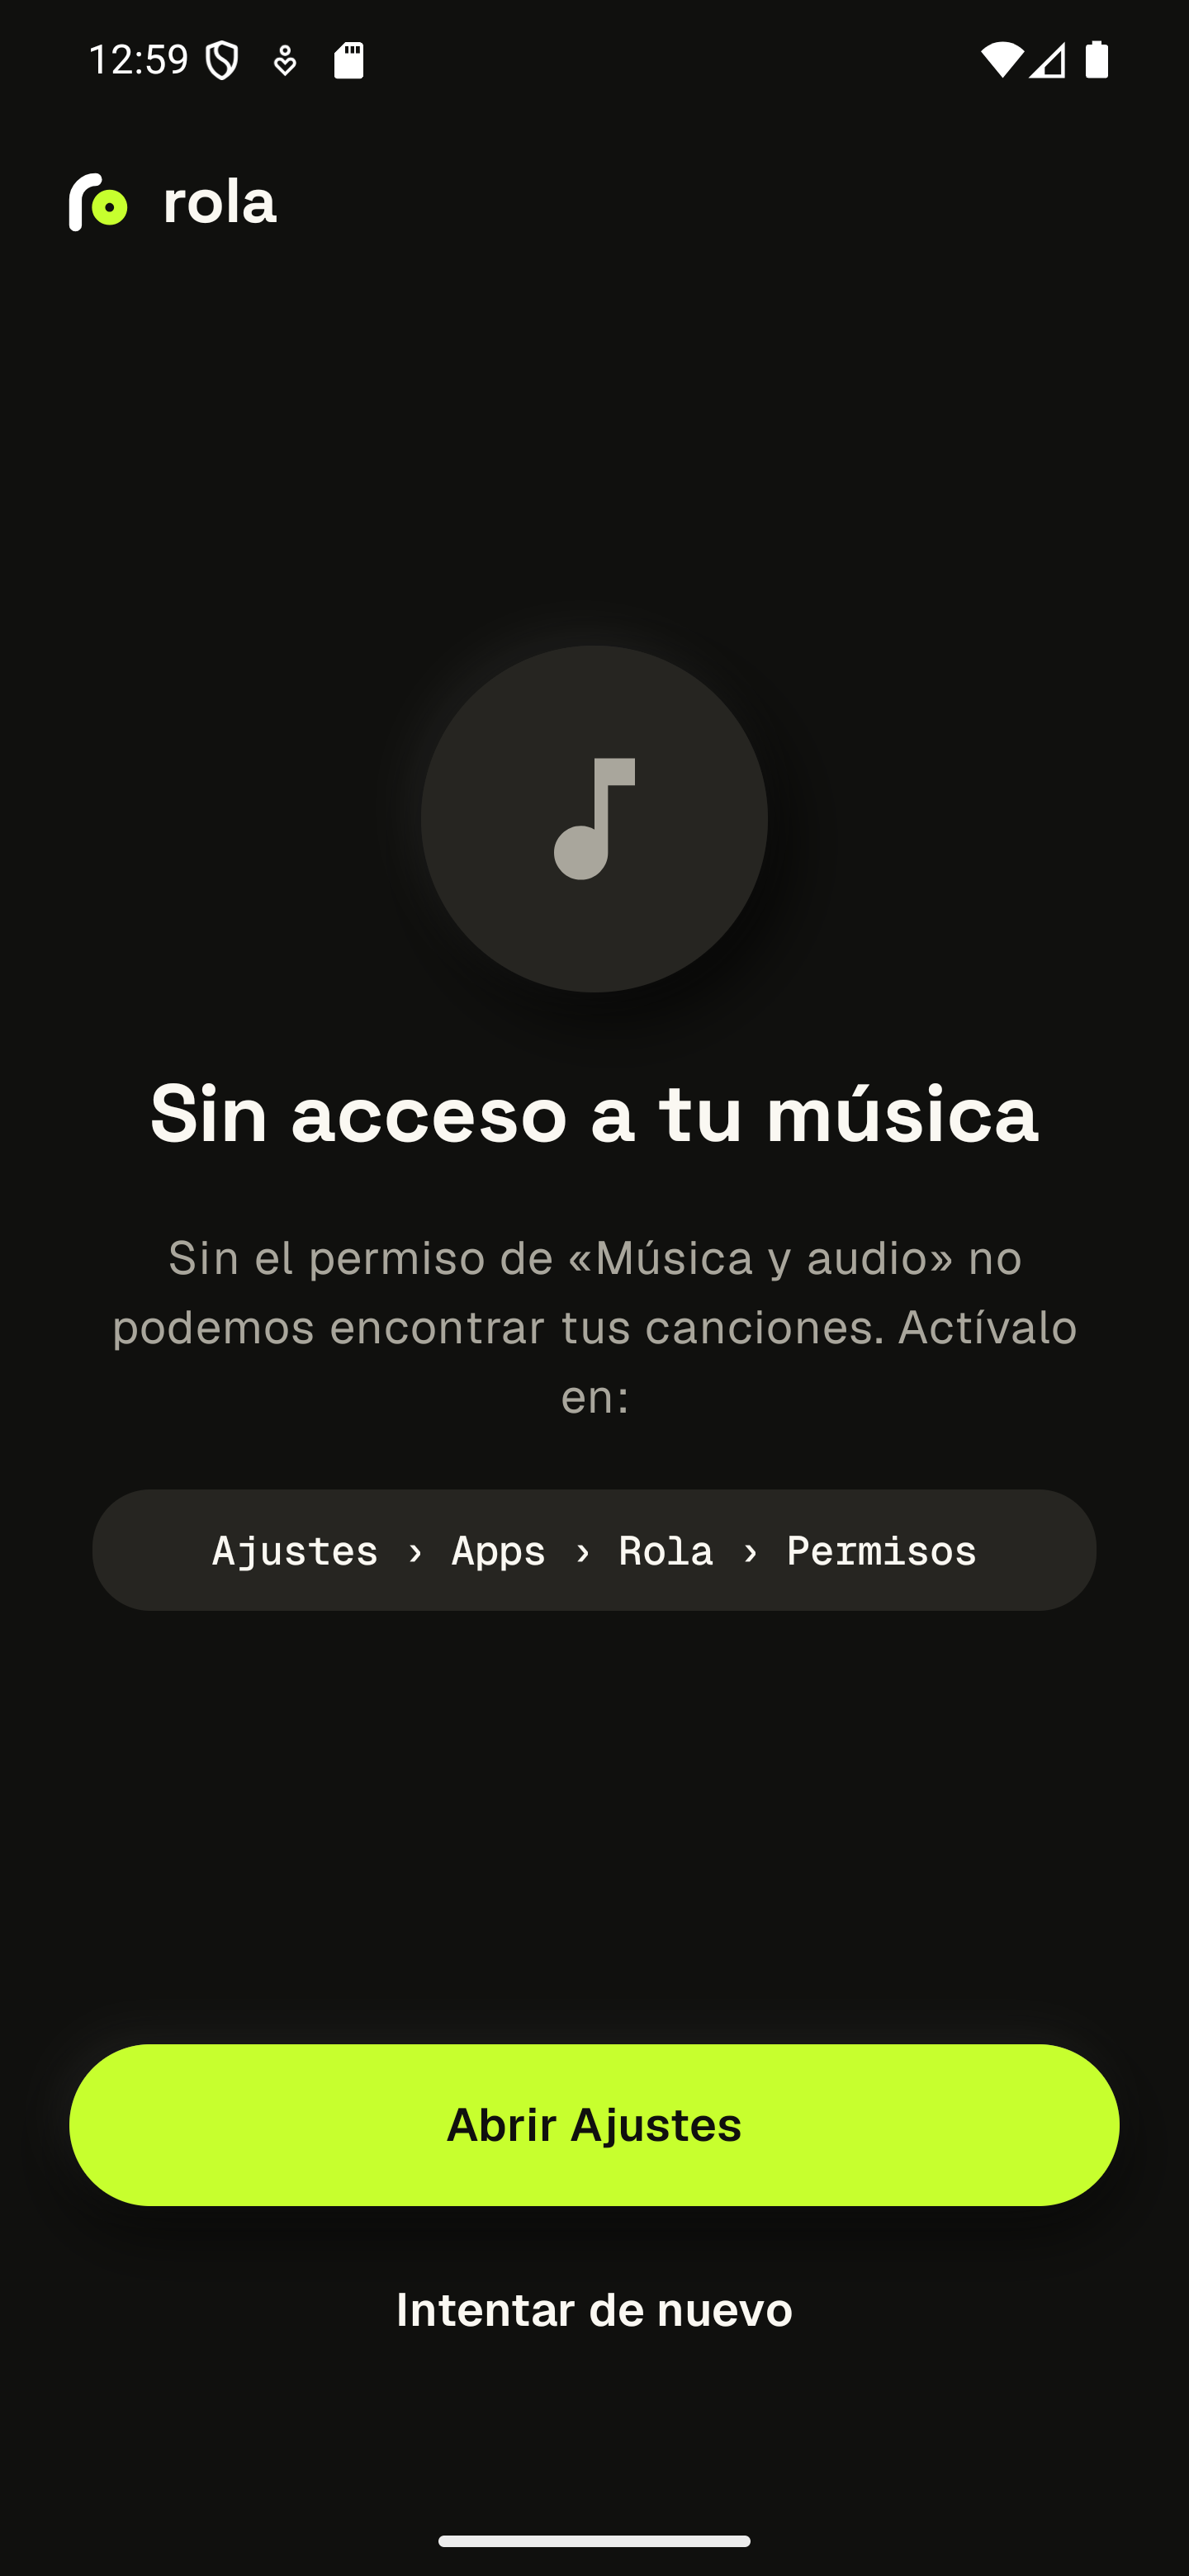 12:59
rola
Sin acceso a tu música
Sin el permiso de «Música y audio» no
podemos encontrar tus canciones. Actívalo
en:
Ajustes › Apps › Rola › Permisos
Abrir Ajustes
Intentar de nuevo